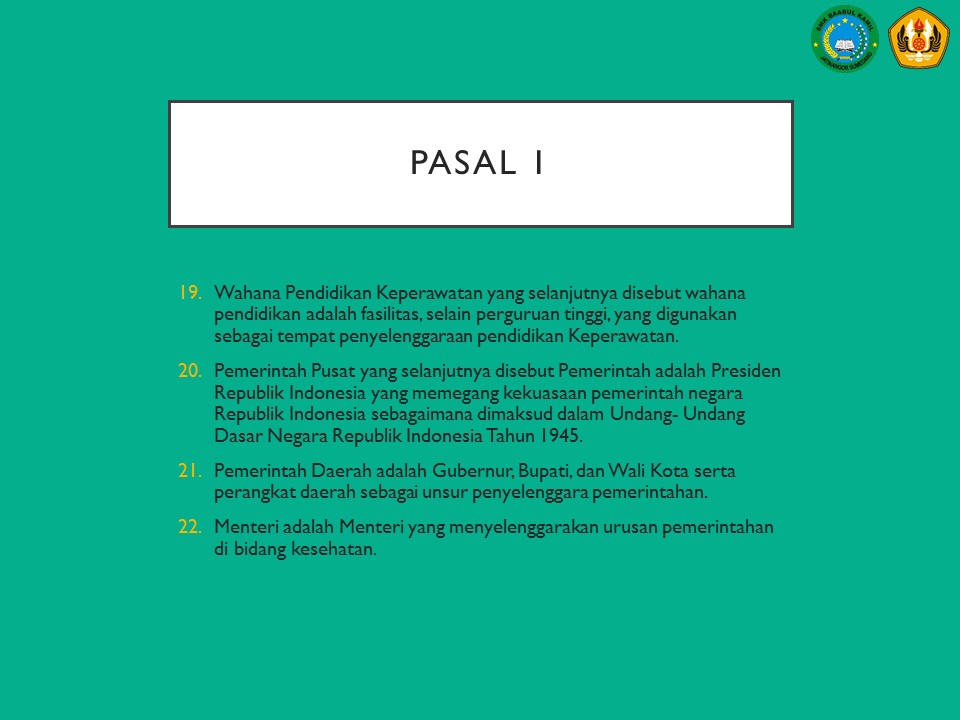 SMK BAABUL KAMIL
JATINANGOR SUMEDANG
PASAL 1
19. Wahana Pendidikan Keperawatan yang selanjutnya disebut wahana
pendidikan adalah fasilitas, selain perguruan tinggi, yang digunakan
sebagai tempat penyelenggaraan pendidikan Keperawatan.
20. Pemerintah Pusat yang selanjutnya disebut Pemerintah adalah Presiden
Republik Indonesia yang memegang kekuasaan pemerintah negara
Republik Indonesia sebagaimana dimaksud dalam Undang- Undang
Dasar Negara Republik Indonesia Tahun 1945.
21. Pemerintah Daerah adalah Gubernur, Bupati, dan Wali Kota serta
perangkat daerah sebagai unsur penyelenggara pemerintahan.
22. Menteri adalah Menteri yang menyelenggarakan urusan pemerintahan
di bidang kesehatan.